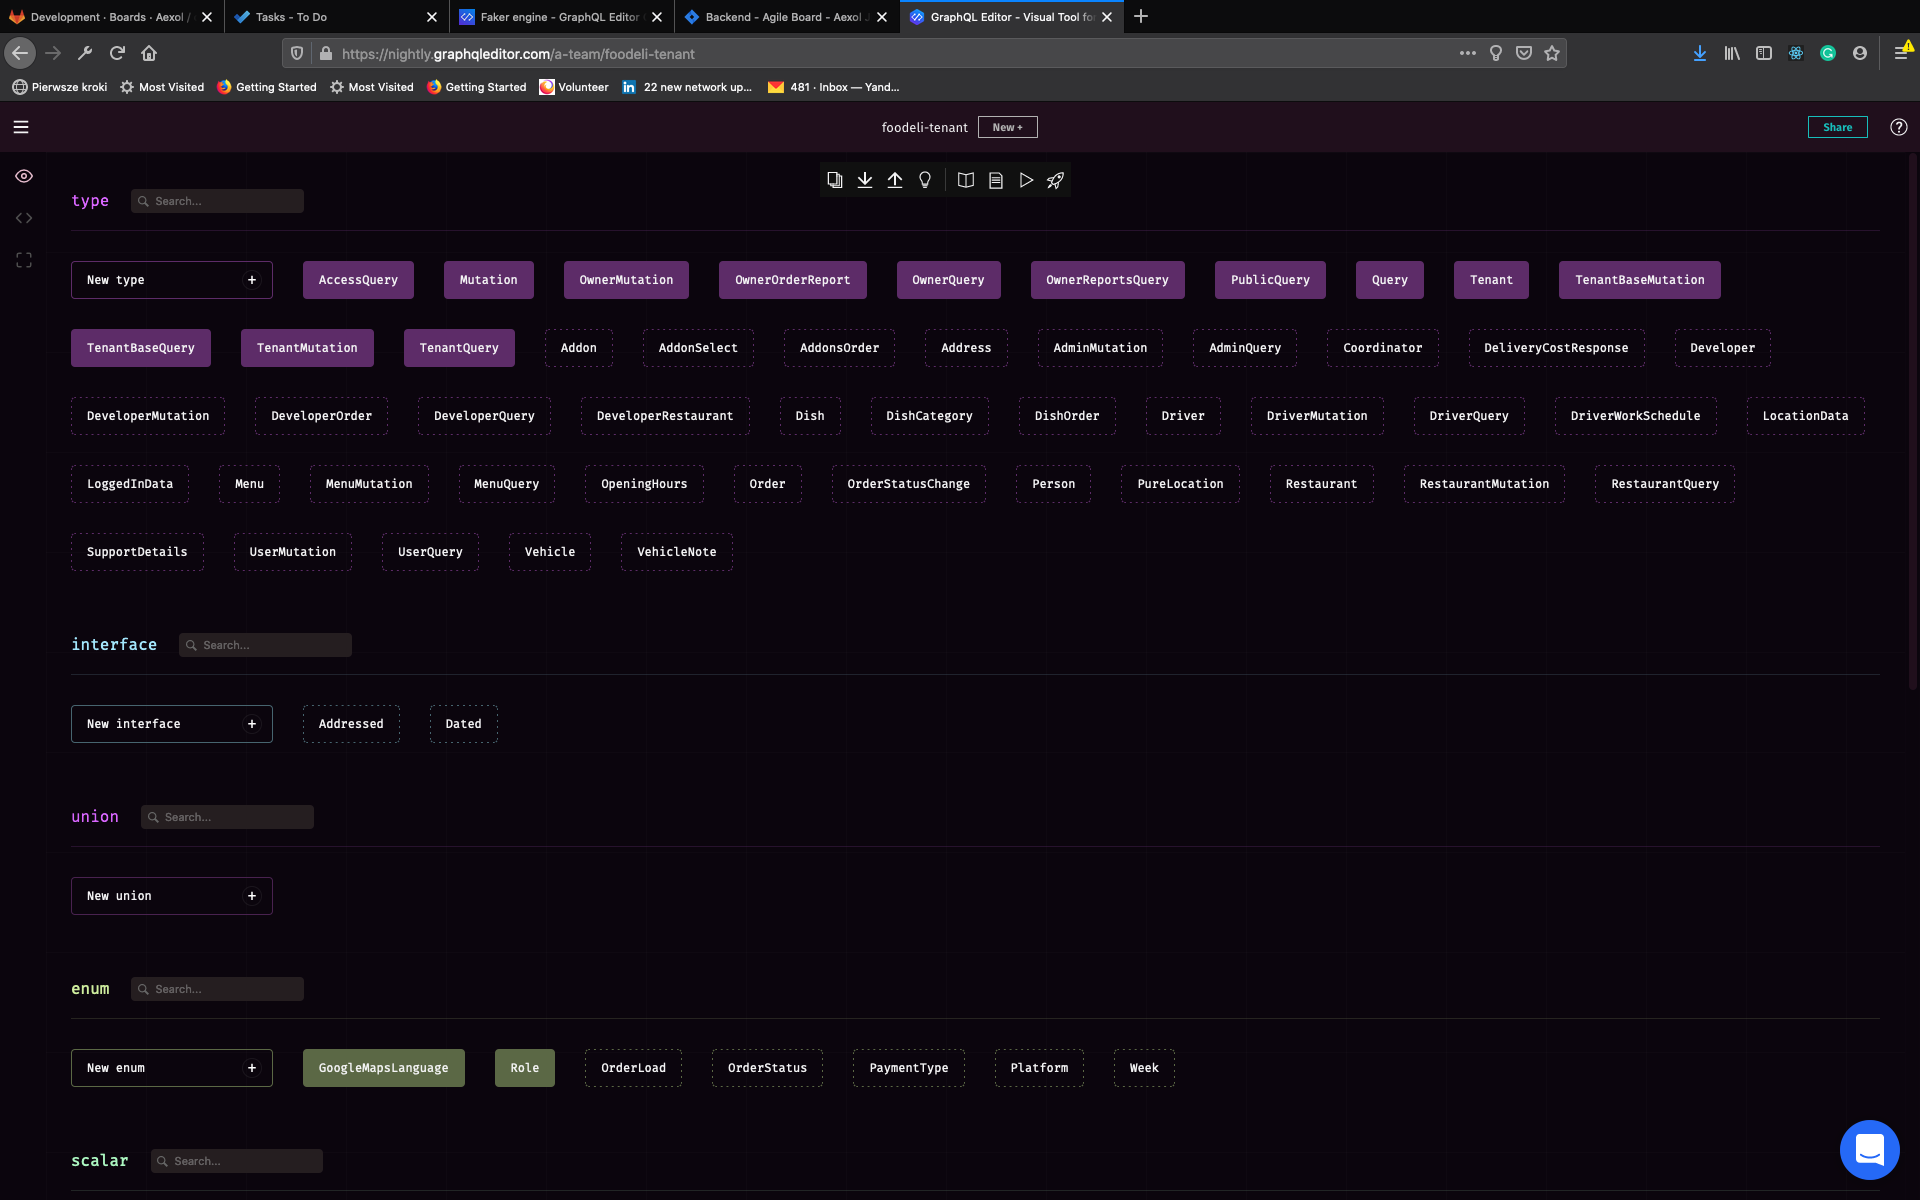 Development · Boards · Aexol /
Tasks - To Do
Faker engine - GraphQL Editor
Backend - Agile Board - Aexol
GraphQL Editor - Visual Tool fo
https://nightly.graphqleditor.com/a-team/foodeli-tenant
Pierwsze kroki
Most Visited
Getting Started
Most Visited
Getting Started
Volunteer
22 new network up...
481 · Inbox — Yand...
foodeli-tenant
New +
Share
type
Search...
New type +
AccessQuery
Mutation
OwnerMutation
OwnerOrderReport
OwnerQuery
OwnerReportsQuery
PublicQuery
Query
Tenant
TenantBaseMutation
TenantBaseQuery
TenantMutation
TenantQuery
Addon
AddonSelect
AddonsOrder
Address
AdminMutation
AdminQuery
Coordinator
DeliveryCostResponse
Developer
DeveloperMutation
DeveloperOrder
DeveloperQuery
DeveloperRestaurant
Dish
DishCategory
DishOrder
Driver
DriverMutation
DriverQuery
DriverWorkSchedule
LocationData
LoggedInData
Menu
MenuMutation
MenuQuery
OpeningHours
Order
OrderStatusChange
Person
PureLocation
Restaurant
RestaurantMutation
RestaurantQuery
SupportDetails
UserMutation
UserQuery
Vehicle
VehicleNote
interface
Search...
New interface +
Addressed
Dated
union
Search...
New union +
enum
Search...
New enum +
GoogleMapsLanguage
Role
OrderLoad
OrderStatus
PaymentType
Platform
Week
scalar
Search...